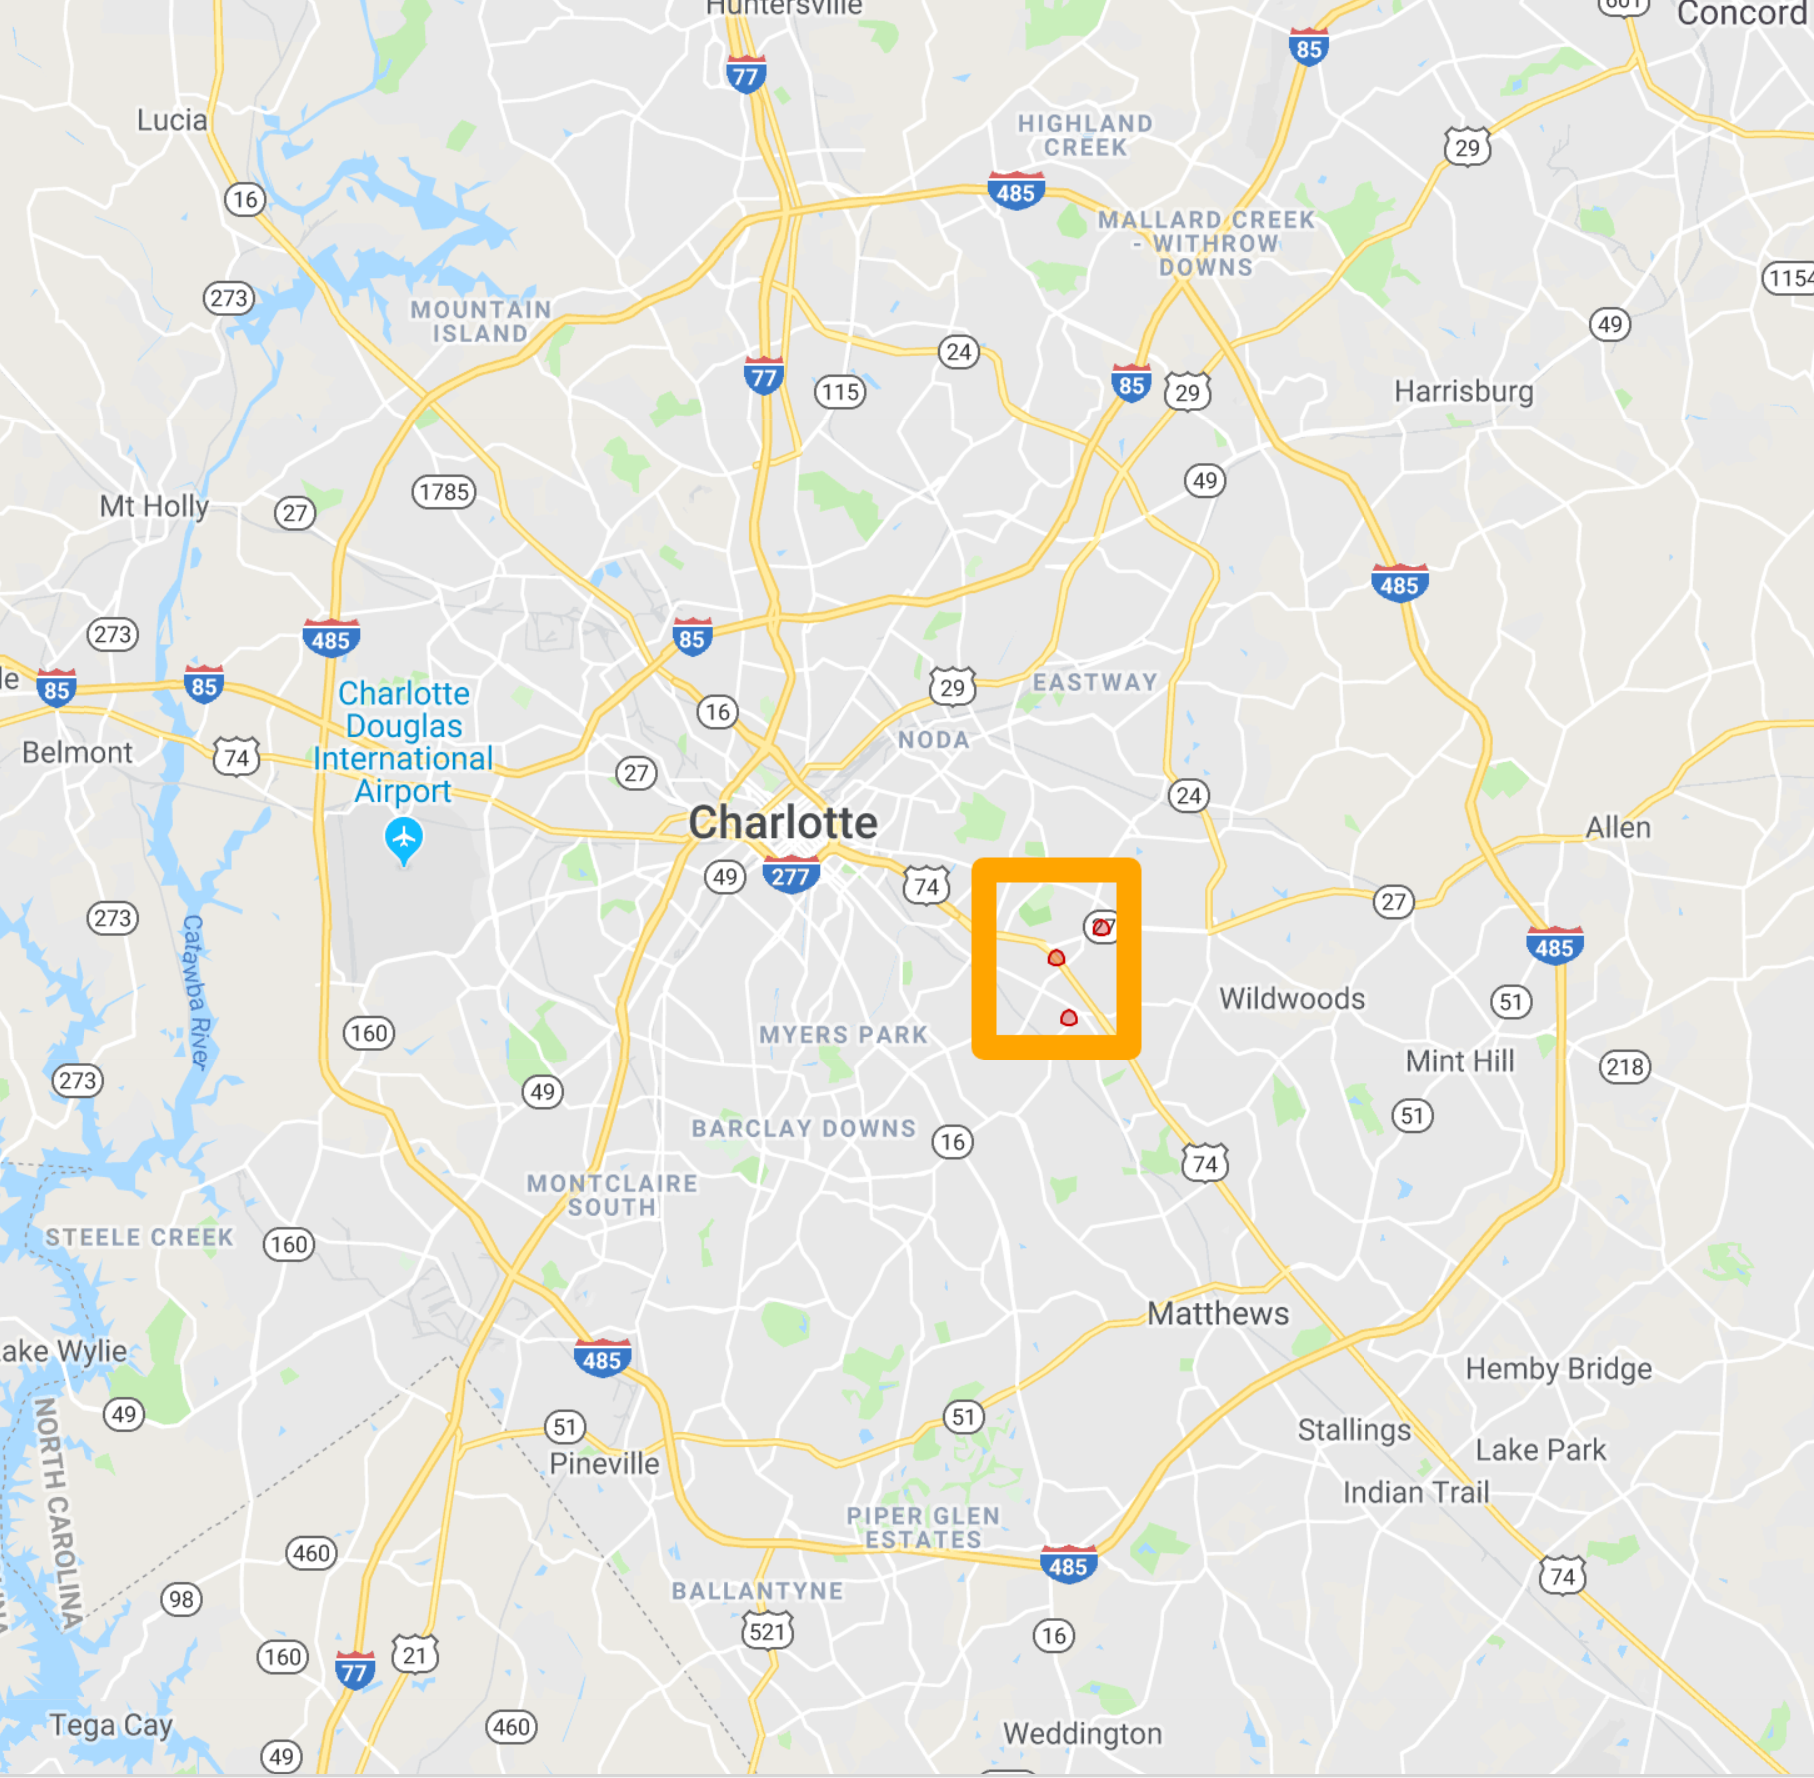 Huntersville
601
Concord
77
85
Lucia
HIGHLAND
CREEK
29
16
485
MALLARD CREEK
- WITHROW
DOWNS
273
1154
MOUNTAIN
ISLAND
49
24
77
115
85
29
Harrisburg
1785
49
Mt Holly
27
485
273
485
85
le
85
85
Charlotte
Douglas
International
Airport
29
EASTWAY
16
NODA
Belmont
74
27
24
Charlotte
Allen
49
277
74
27
273
27
485
Catawba River
Wildwoods
51
160
MYERS PARK
Mint Hill
218
273
49
51
BARCLAY DOWNS
16
74
MONTCLAIRE
SOUTH
STEELE CREEK
160
Matthews
ake Wylie
485
Hemby Bridge
49
51
51
Stallings
Lake Park
Pineville
Indian Trail
NORTH CAROLINA
PIPER GLEN
ESTATES
460
485
74
98
BALLANTYNE
521
16
160
77
21
Tega Cay
460
Weddington
49